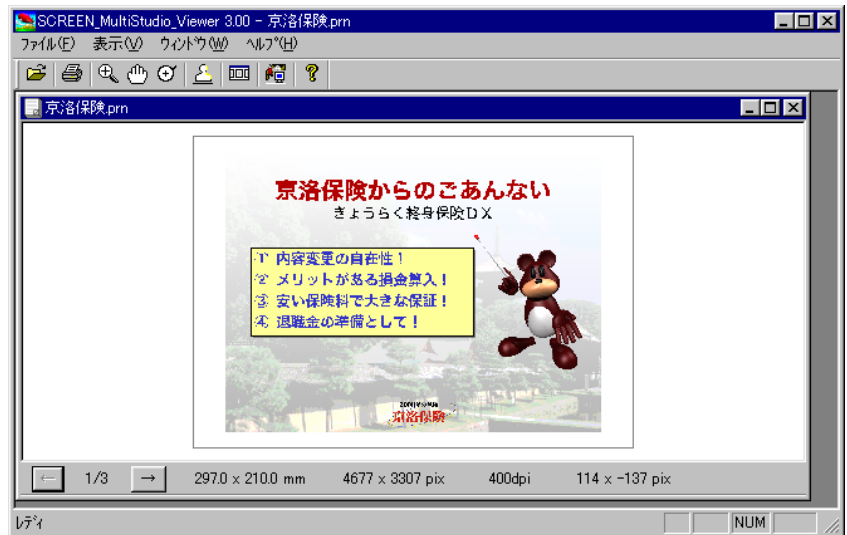 SCREEN_MultiStudio_Viewer 3.00 - 京洛保険.prn
ﾌｧｲﾙ(F) 表示(V) ｳｨﾝﾄﾞｳ(W) ﾍﾙﾌﾟ(H)
京洛保険.prn
京洛保険からのごあんない
きょうらく終身保険DX
① 内容変更の自在性！
② メリットがある損金算入！
③ 安い保険料で大きな保証！
④ 退職金の準備として！
京洛保険
← 1/3 → 297.0 x 210.0 mm 4677 x 3307 pix 400dpi 114 x -137 pix
ﾚﾃﾞｨ NUM